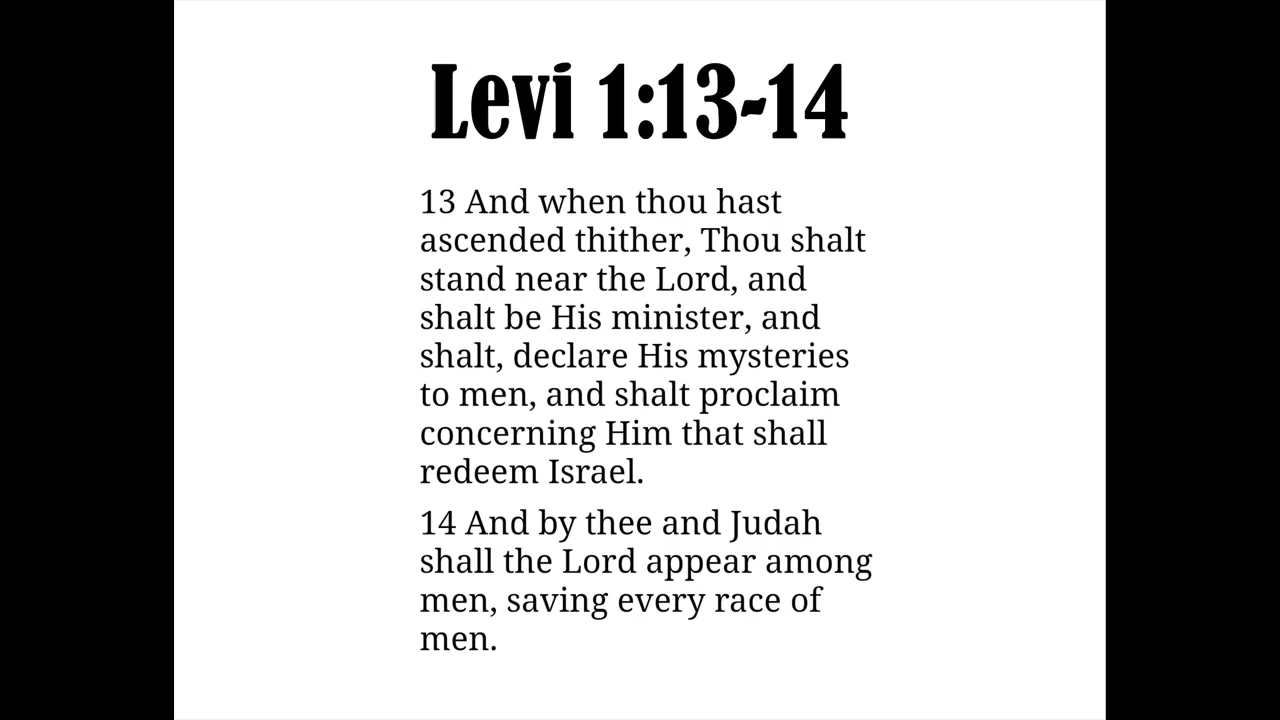 Levi 1:13-14
13 And when thou hast
ascended thither, Thou shalt
stand near the Lord, and
shalt be His minister, and
shalt, declare His mysteries
to men, and shalt proclaim
concerning Him that shall
redeem Israel.
14 And by thee and Judah
shall the Lord appear among
men, saving every race of
men.